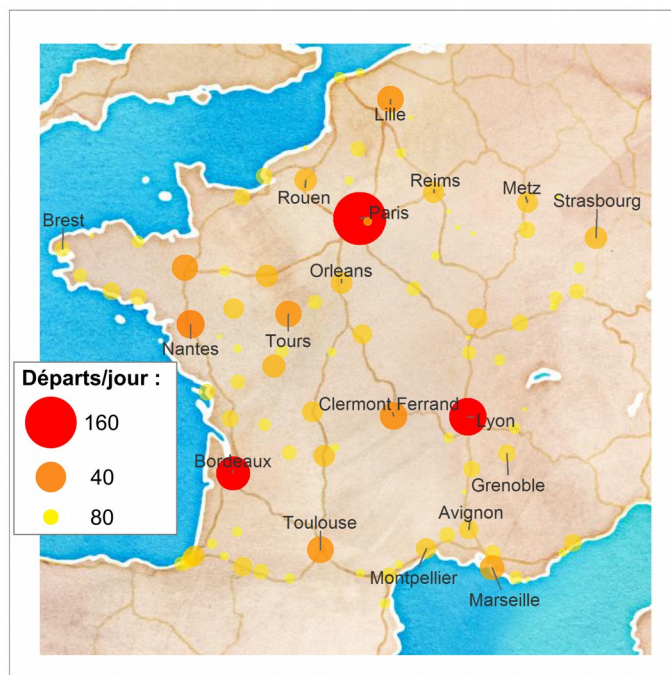 Lille
Rouen
Reims
Metz
Strasbourg
Paris
Brest
Orleans
Nantes
Tours
Départs/jour :
160
40
80
Clermont Ferrand
Lyon
Bordeaux
Grenoble
Toulouse
Avignon
Montpellier
Marseille